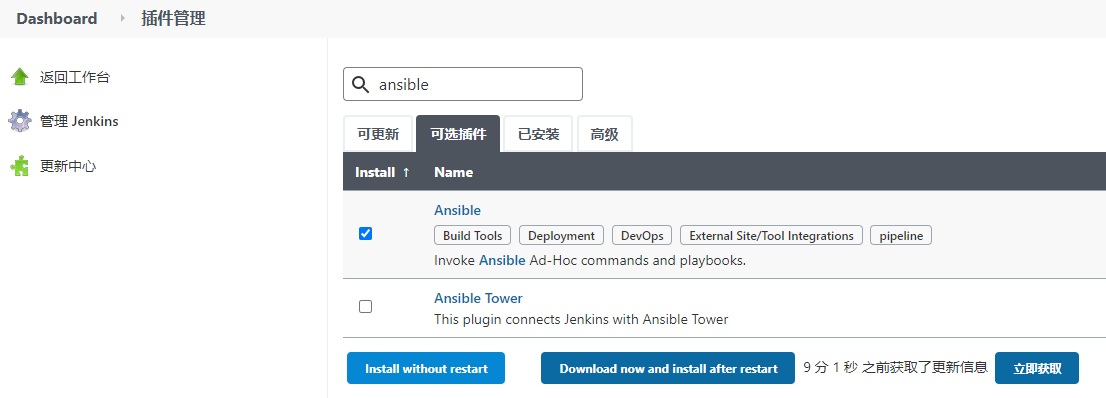 Dashboard 插件管理
返回工作台
管理 Jenkins
更新中心
ansible
可更新 可选插件 已安装 高级
Install ↑ Name
Ansible
Build Tools Deployment DevOps External Site/Tool Integrations pipeline
Invoke Ansible Ad-Hoc commands and playbooks.
Ansible Tower
This plugin connects Jenkins with Ansible Tower
Install without restart Download now and install after restart 9 分 1 秒 之前获取了更新信息 立即获取